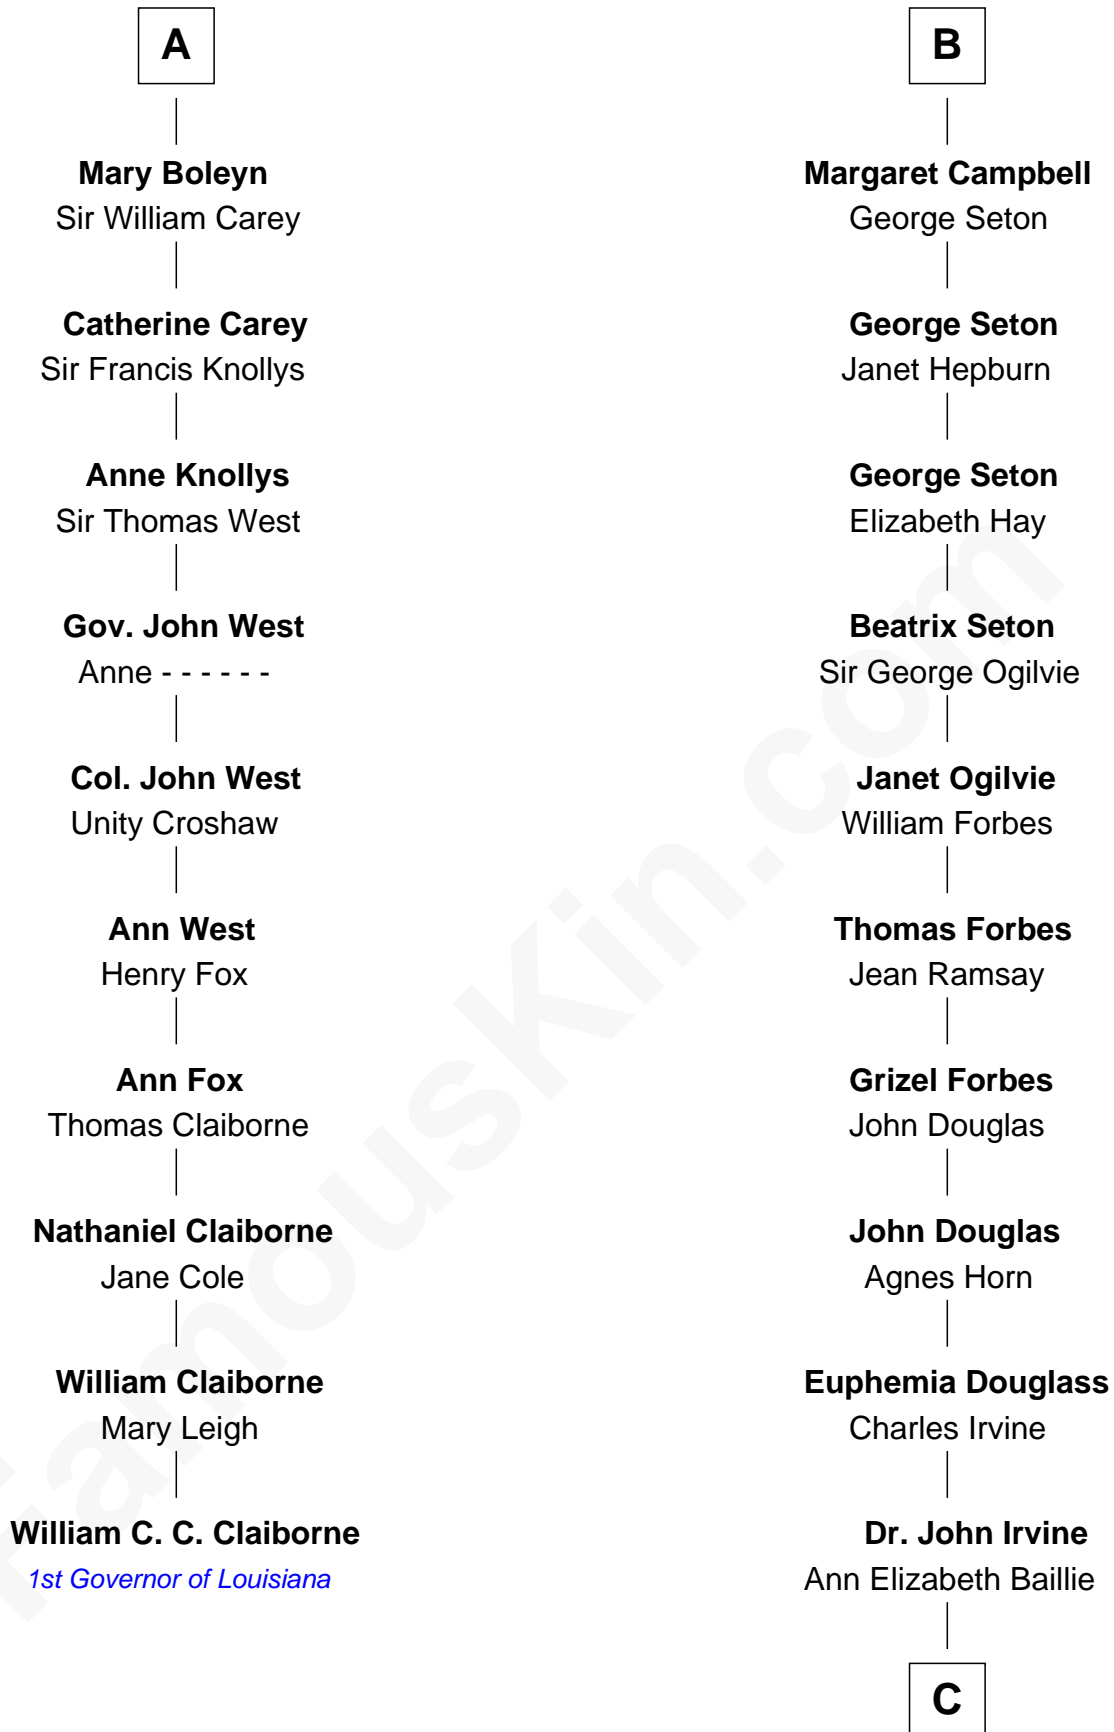 A
Mary Boleyn
Sir William Carey
Catherine Carey
Sir Francis Knollys
Anne Knollys
Sir Thomas West
Gov. John West
Anne - - - - - -
Col. John West
Unity Croshaw
Ann West
Henry Fox
Ann Fox
Thomas Claiborne
Nathaniel Claiborne
Jane Cole
William Claiborne
Mary Leigh
William C. C. Claiborne
1st Governor of Louisiana
B
Margaret Campbell
George Seton
George Seton
Janet Hepburn
George Seton
Elizabeth Hay
Beatrix Seton
Sir George Ogilvie
Janet Ogilvie
William Forbes
Thomas Forbes
Jean Ramsay
Grizel Forbes
John Douglas
John Douglas
Agnes Horn
Euphemia Douglass
Charles Irvine
Dr. John Irvine
Ann Elizabeth Baillie
C
FamousKin.com